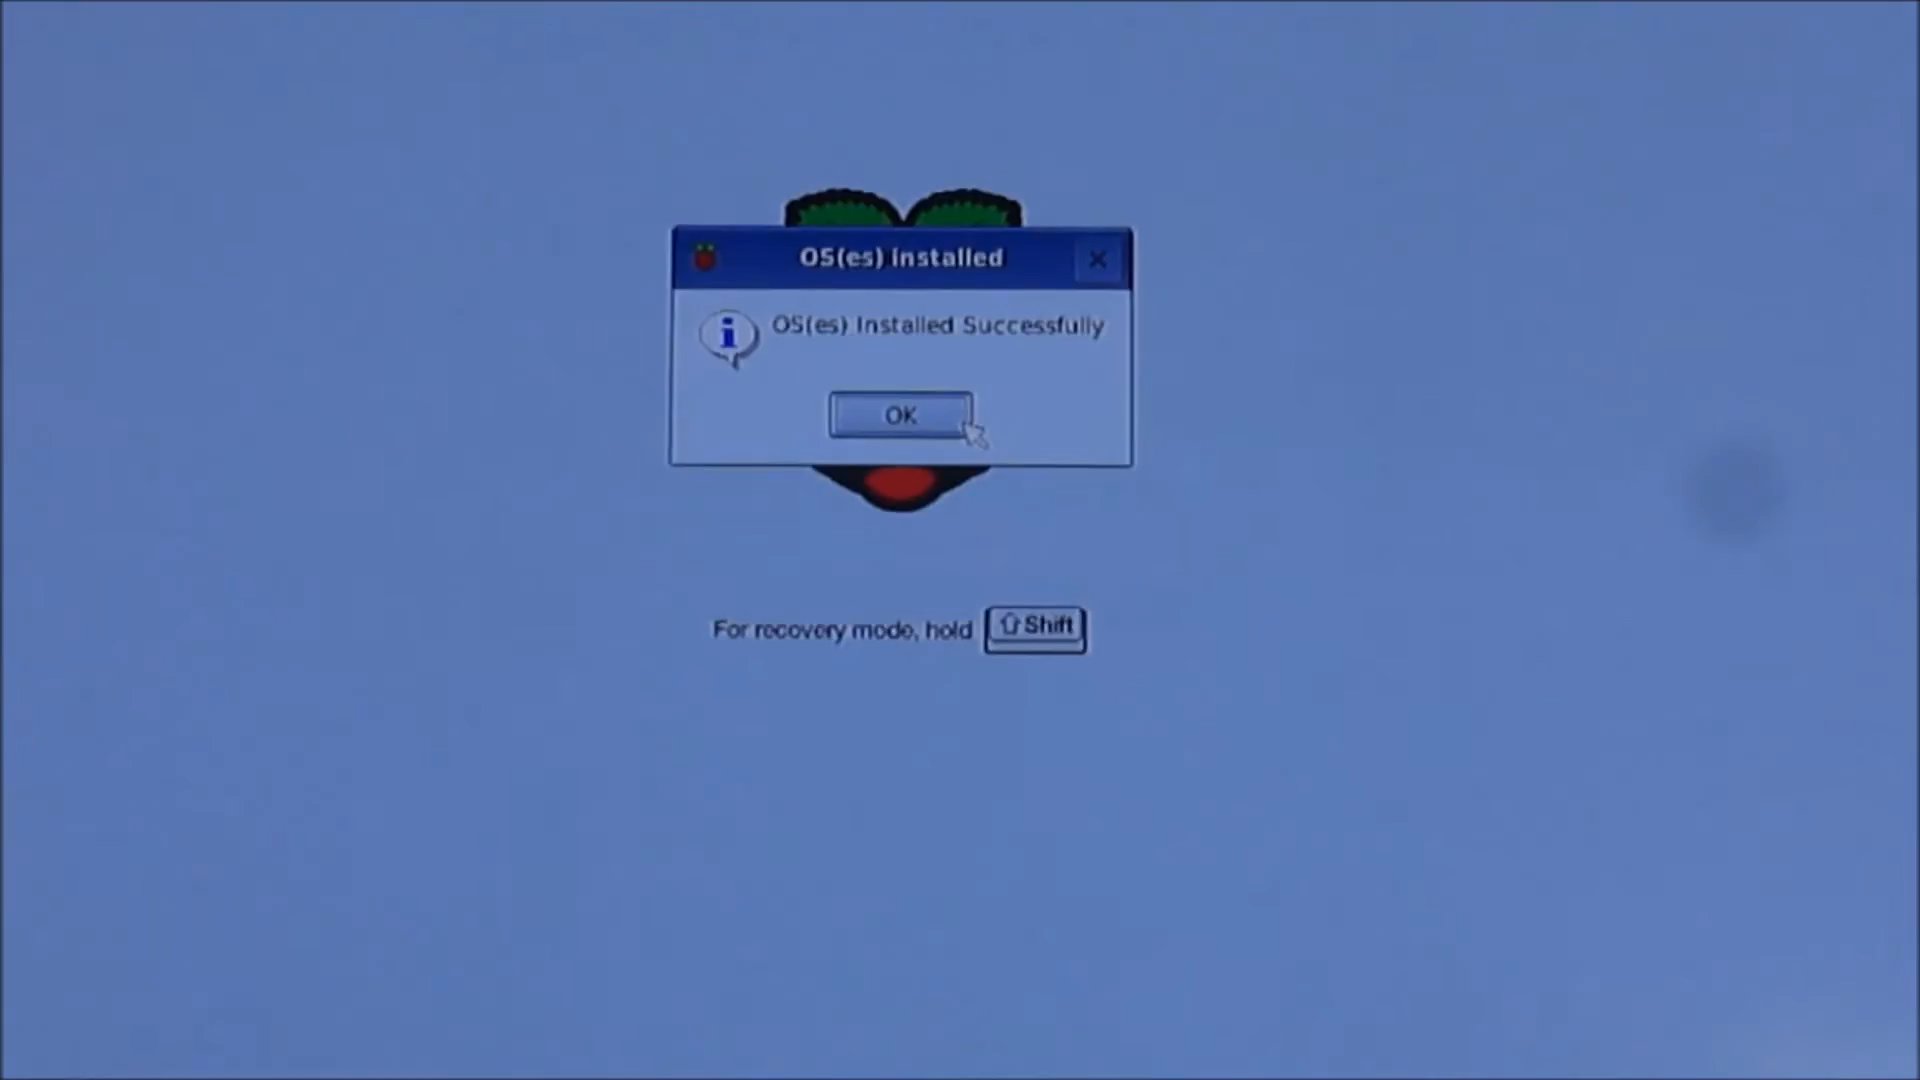 OS(es) installed
OS(es) Installed Successfully
OK
For recovery mode, hold Shift